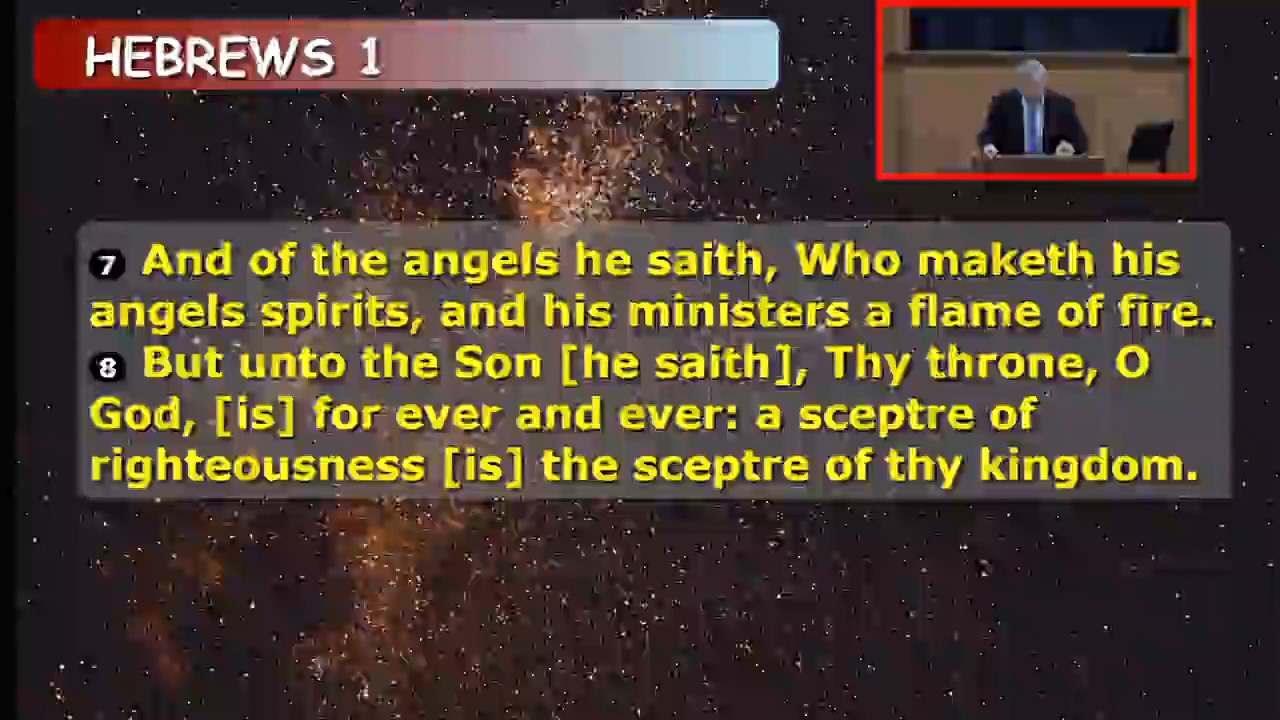 HEBREWS 1
7 And of the angels he saith, Who maketh his
angels spirits, and his ministers a flame of fire.
8 But unto the Son [he saith], Thy throne, O
God, [is] for ever and ever: a sceptre of
righteousness [is] the sceptre of thy kingdom.